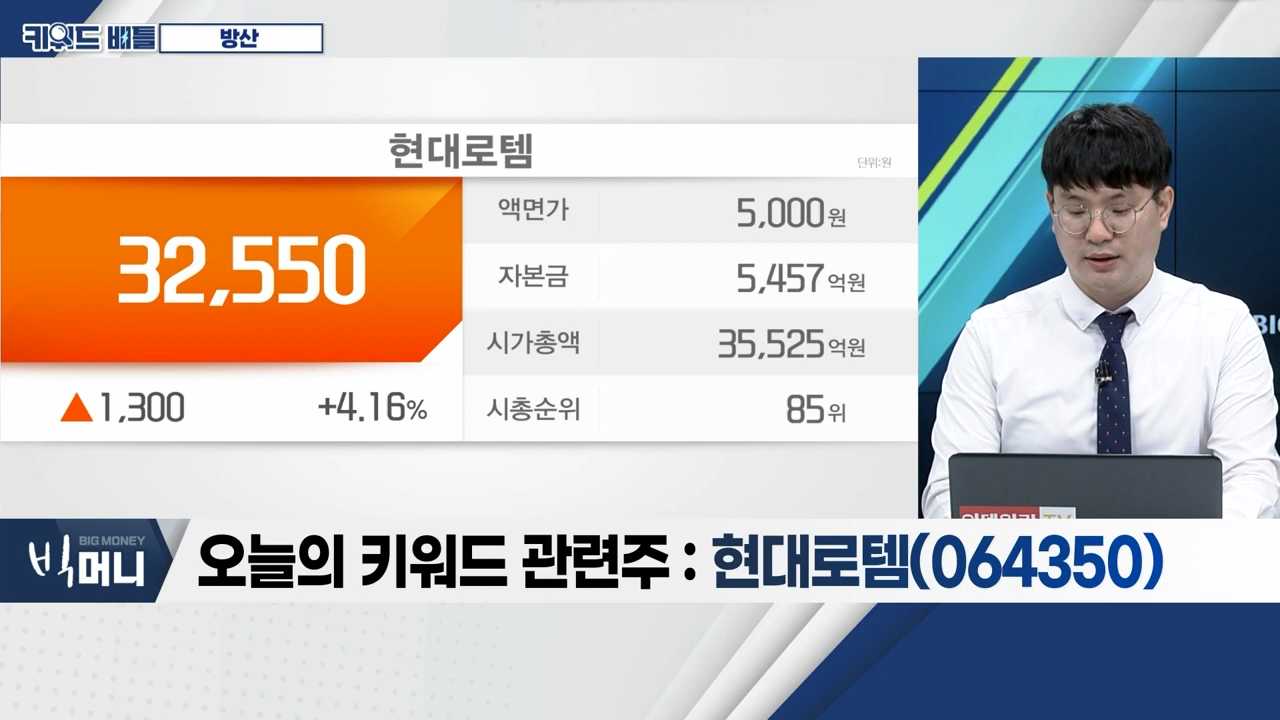 키워드 배틀
방산
현대로템
단위:원
32,550
▲1,300
+4.16%
액면가 5,000원
자본금 5,457억원
시가총액 35,525억원
시총순위 85위
BIG MONEY
빅머니
오늘의 키워드 관련주 : 현대로템(064350)